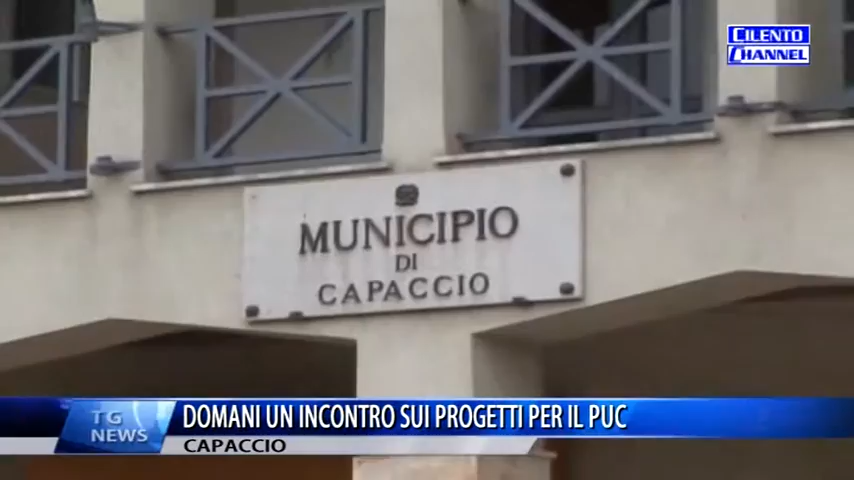 CILENTO
CHANNEL
MUNICIPIO
DI
CAPACCIO
TG
NEWS
DOMANI UN INCONTRO SUI PROGETTI PER IL PUC
CAPACCIO